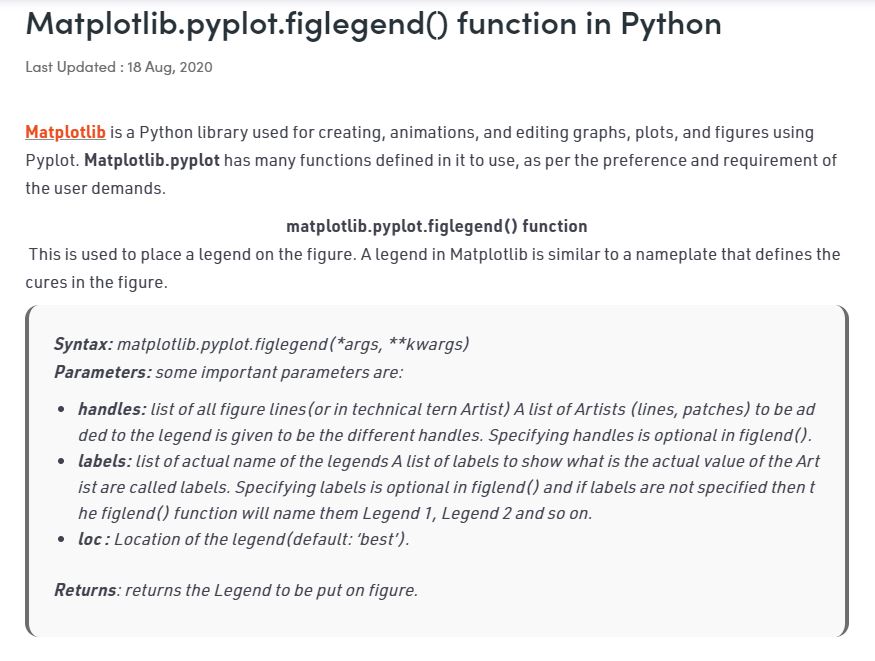 Matplotlib.pyplot.figlegend() function in Python
Last Updated : 18 Aug, 2020
Matplotlib is a Python library used for creating, animations, and editing graphs, plots, and figures using
Pyplot. Matplotlib.pyplot has many functions defined in it to use, as per the preference and requirement of
the user demands.
matplotlib.pyplot.figlegend() function
This is used to place a legend on the figure. A legend in Matplotlib is similar to a nameplate that defines the
cures in the figure.
Syntax: matplotlib.pyplot.figlegend(*args, **kwargs)
Parameters: some important parameters are:
• handles: list of all figure lines(or in technical tern Artist) A list of Artists (lines, patches) to be ad
ded to the legend is given to be the different handles. Specifying handles is optional in figlend().
• labels: list of actual name of the legends A list of labels to show what is the actual value of the Art
ist are called labels. Specifying labels is optional in figlend() and if labels are not specified then t
he figlend() function will name them Legend 1, Legend 2 and so on.
• loc : Location of the legend(default: ‘best’).
Returns: returns the Legend to be put on figure.